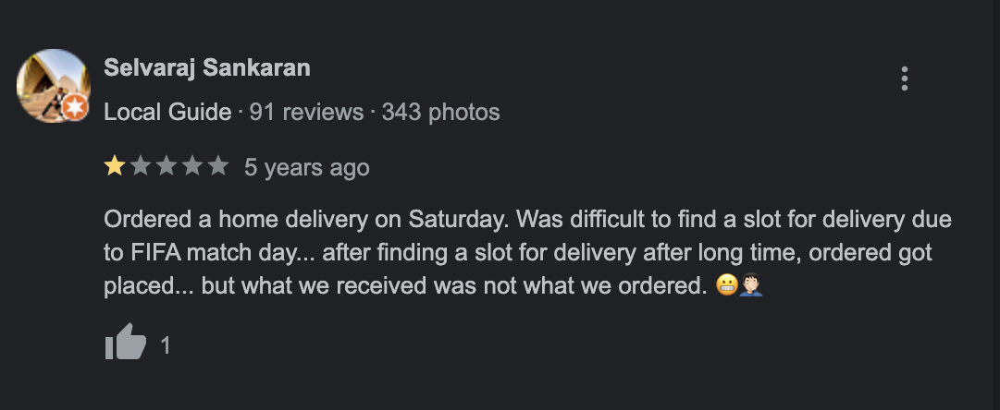 Selvaraj Sankaran
Local Guide · 91 reviews · 343 photos
5 years ago
Ordered a home delivery on Saturday. Was difficult to find a slot for delivery due
to FIFA match day... after finding a slot for delivery after long time, ordered got
placed... but what we received was not what we ordered. 😬🤦🏻‍♂️
1